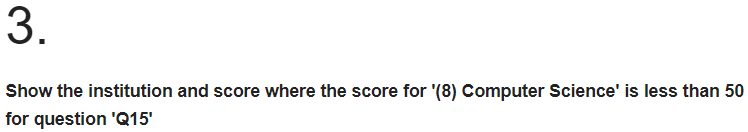 3.
Show the institution and score where the score for '(8) Computer Science' is less than 50
for question 'Q15'